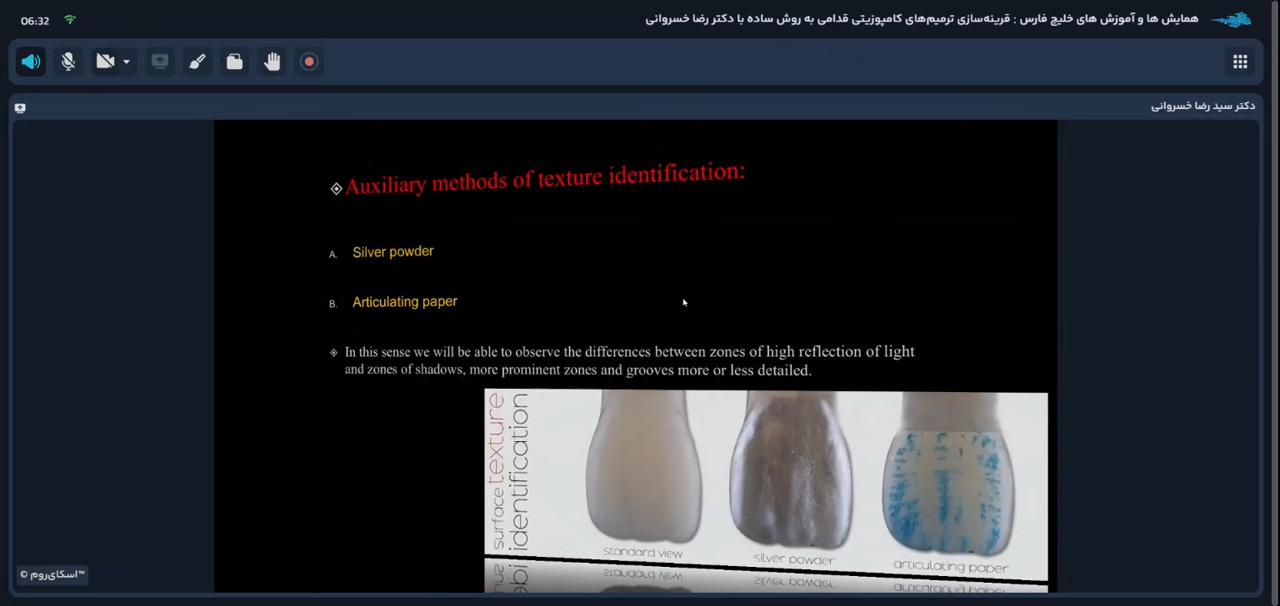 06:32
همایش ها و آموزش های خلیج فارس : قرینه‌سازی ترمیم‌های کامپوزیتی قدامی به روش ساده با دکتر رضا خسروانی
دکتر سید رضا خسروانی
Auxiliary methods of texture identification:
A. Silver powder
B. Articulating paper
In this sense we will be able to observe the differences between zones of high reflection of light
and zones of shadows, more prominent zones and grooves more or less detailed.
surface texture
identification
standard view
silver powder
articulating paper
اسکای‌روم™ ©